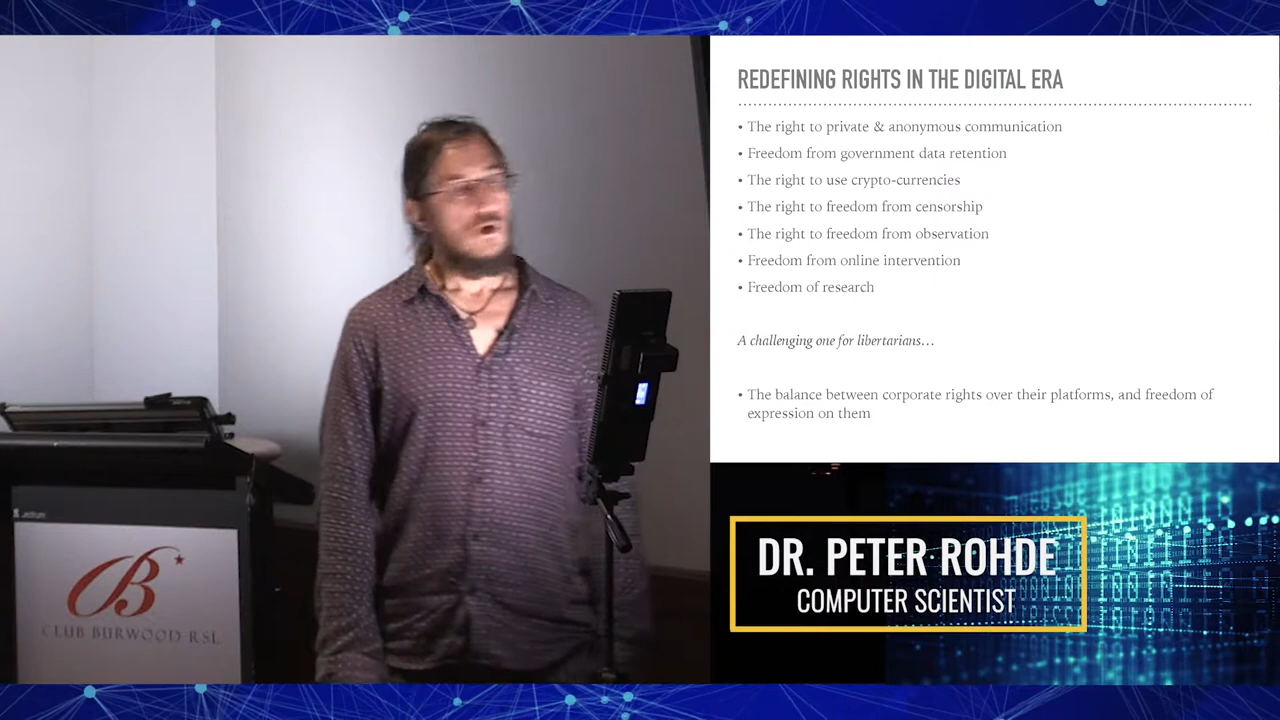 REDEFINING RIGHTS IN THE DIGITAL ERA
• The right to private & anonymous communication
• Freedom from government data retention
• The right to use crypto-currencies
• The right to freedom from censorship
• The right to freedom from observation
• Freedom from online intervention
• Freedom of research
A challenging one for libertarians…
• The balance between corporate rights over their platforms, and freedom of
expression on them
B
CLUB BURWOOD RSL
DR. PETER ROHDE
COMPUTER SCIENTIST